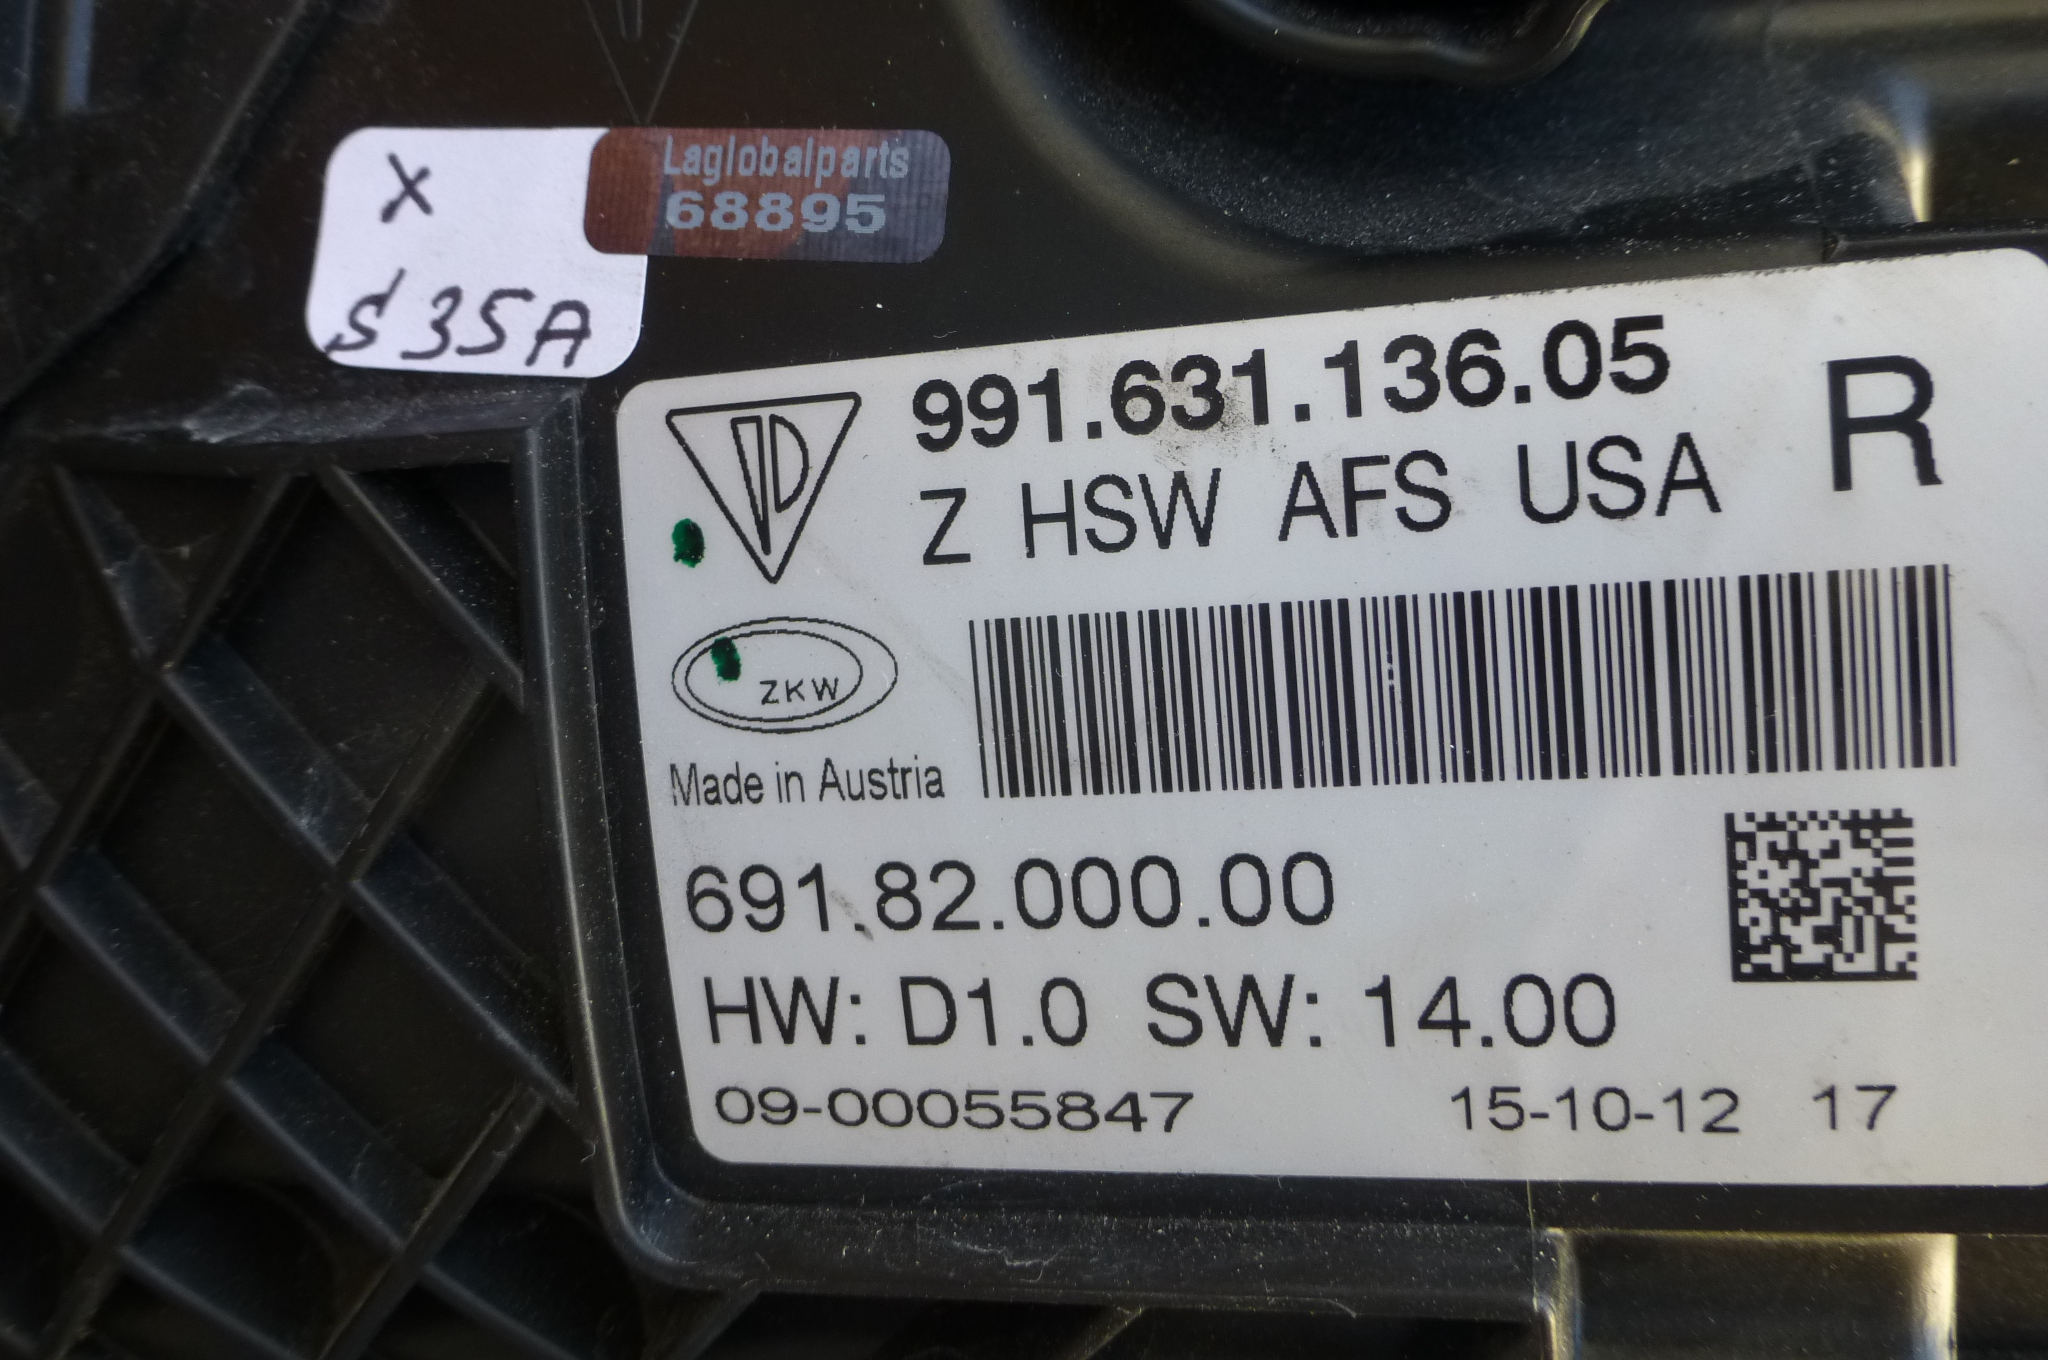 X
S35A
Laglobalparts
68895
991.631.136.05
Z HSW AFS USA
R
ZKW
Made in Austria
691.82.000.00
HW: D1.0 SW: 14.00
09-00055847
15-10-12 17